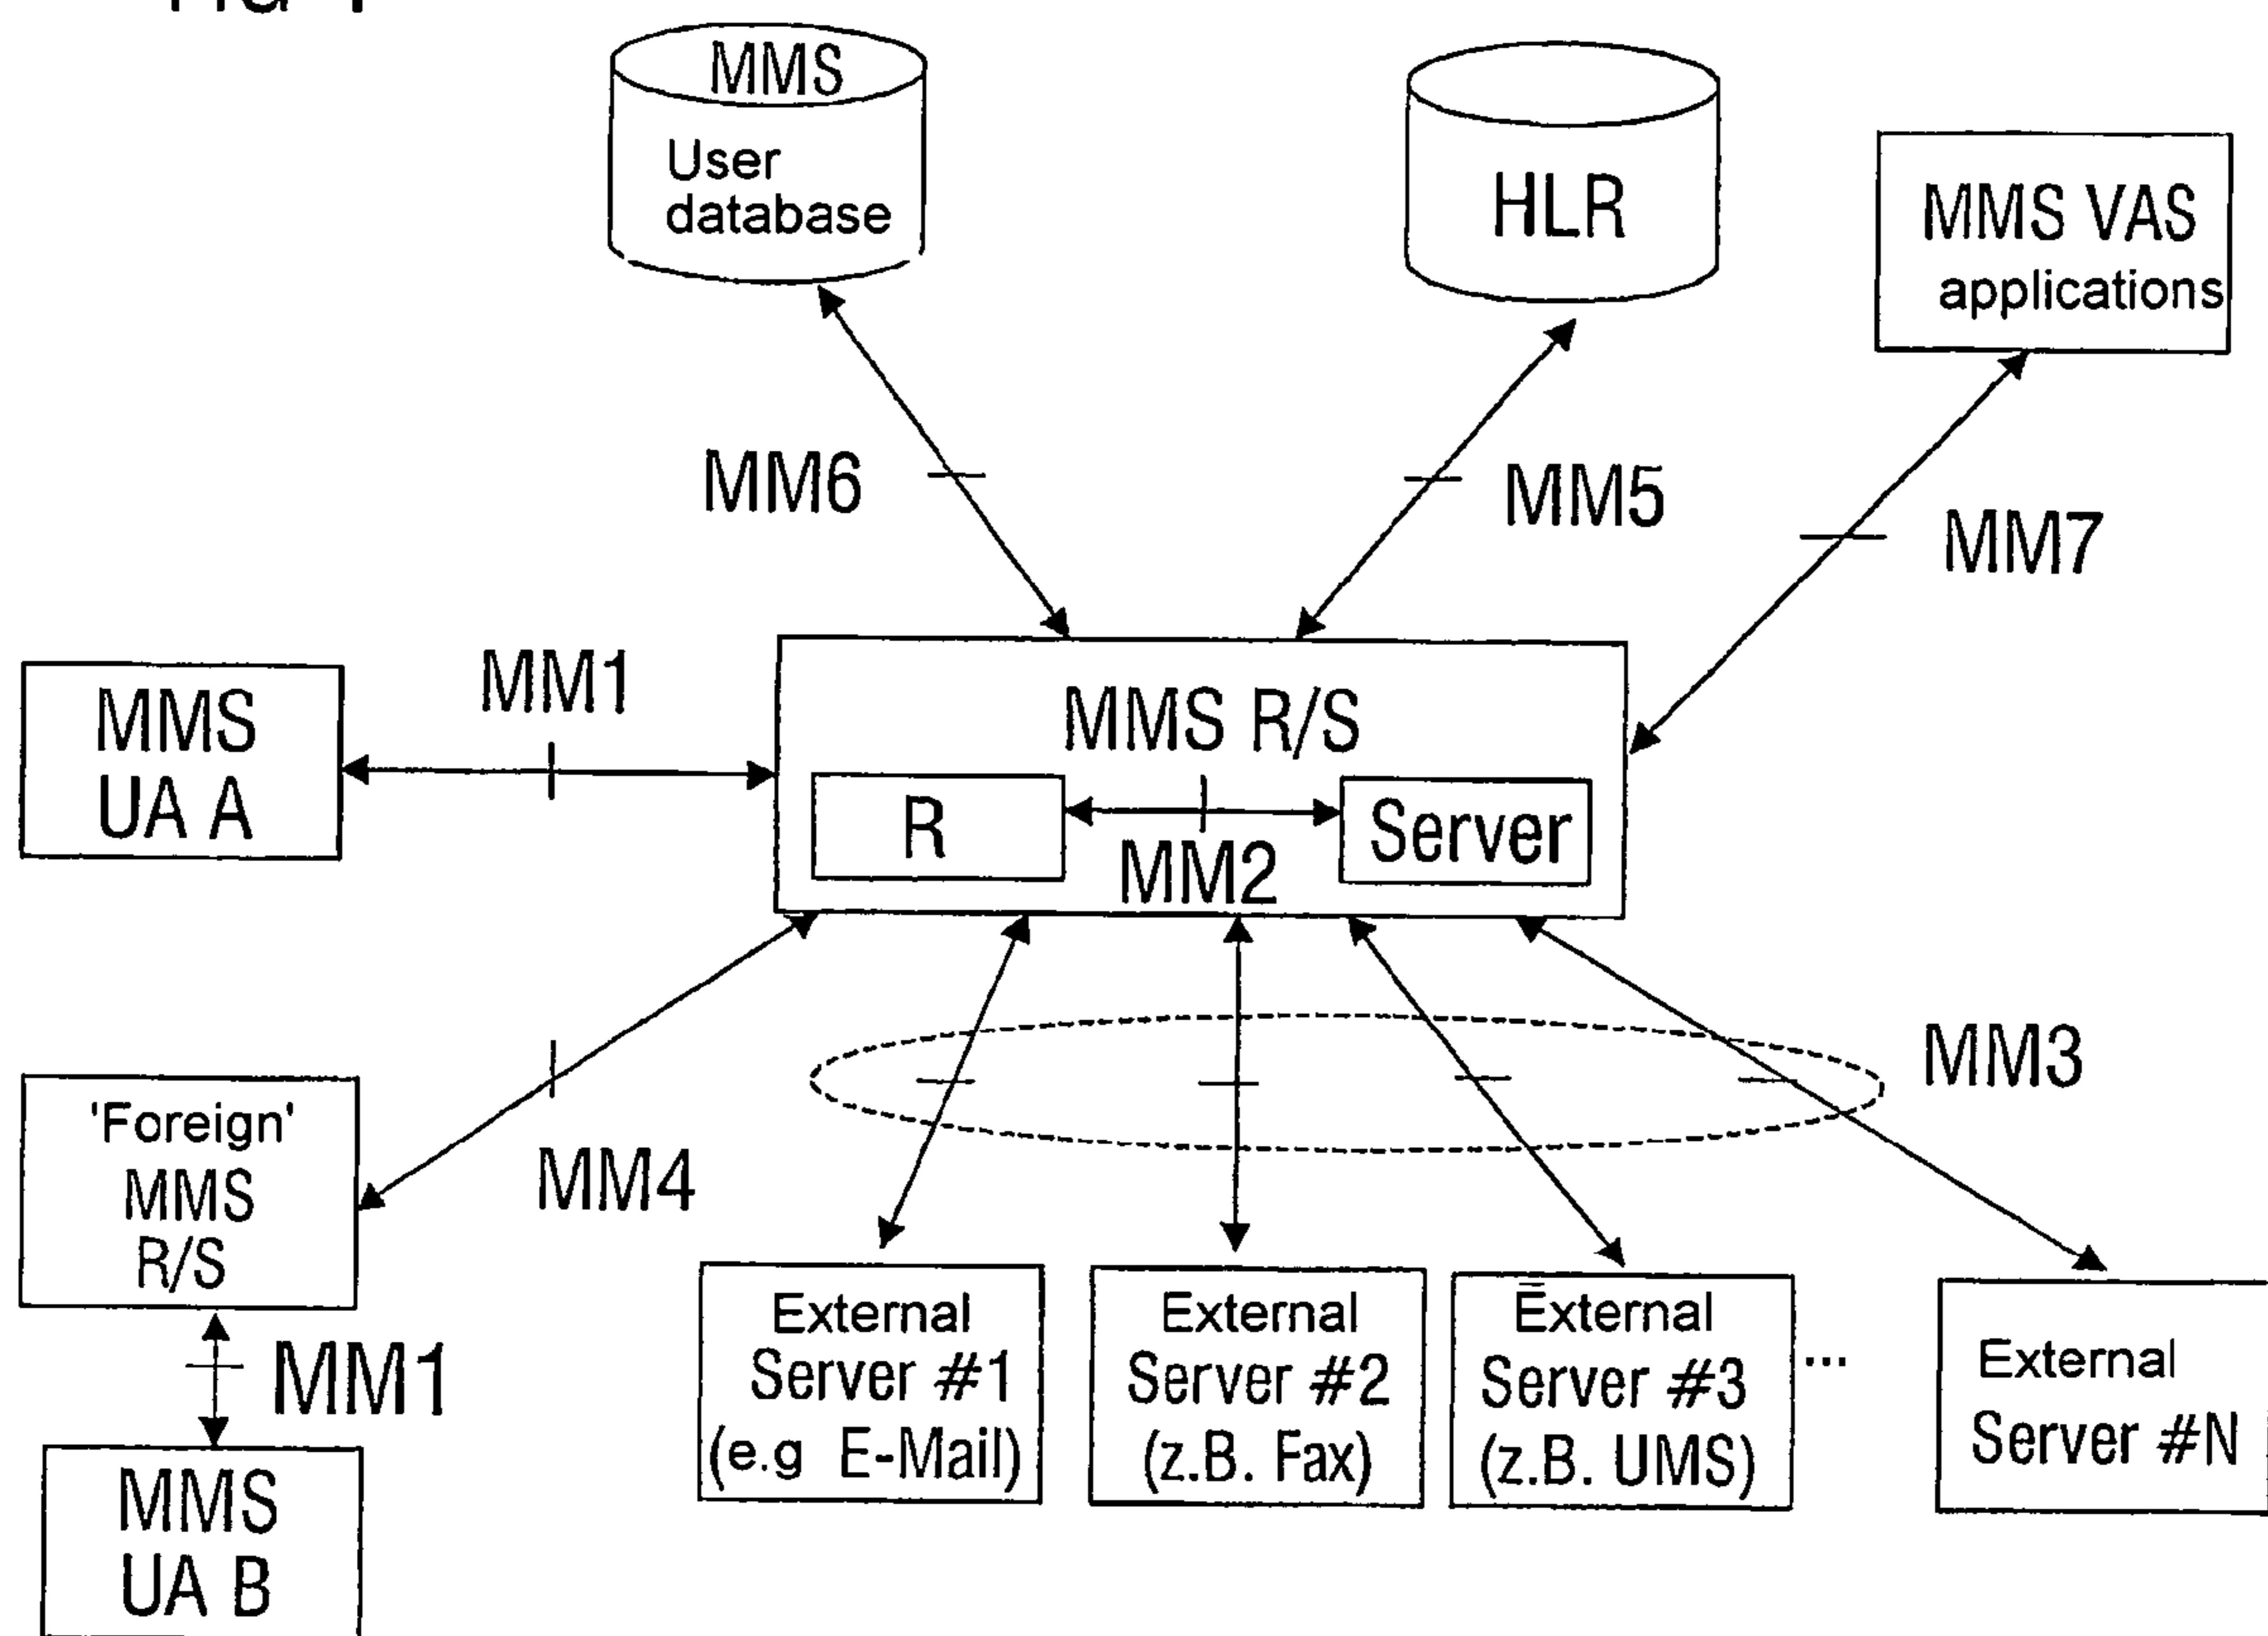 MMS
User
database
HLR
MMS VAS
applications
MM6
MM5
MM7
MMS
UA A
MM1
MMS R/S
R
Server
MM2
MM3
'Foreign'
MMS
R/S
MM4
External
Server #1
(e.g E-Mail)
External
Server #2
(z.B. Fax)
External
Server #3
(z.B. UMS)
...
External
Server #N
MM1
MMS
UA B